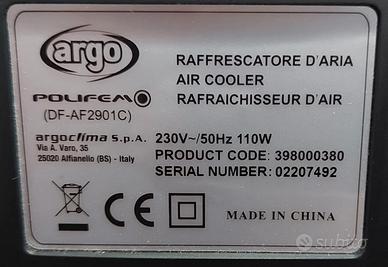 argo
POLIFEMO
(DF-AF2901C)
argoclima S.p.A.
Via A. Varo, 35
25020 Alfianello (BS) - Italy
RAFFRESCATORE D'ARIA
AIR COOLER
RAFRAICHISSEUR D'AIR
230V~/50Hz 110W
PRODUCT CODE: 398000380
SERIAL NUMBER: 02207492
CE
MADE IN CHINA
subito